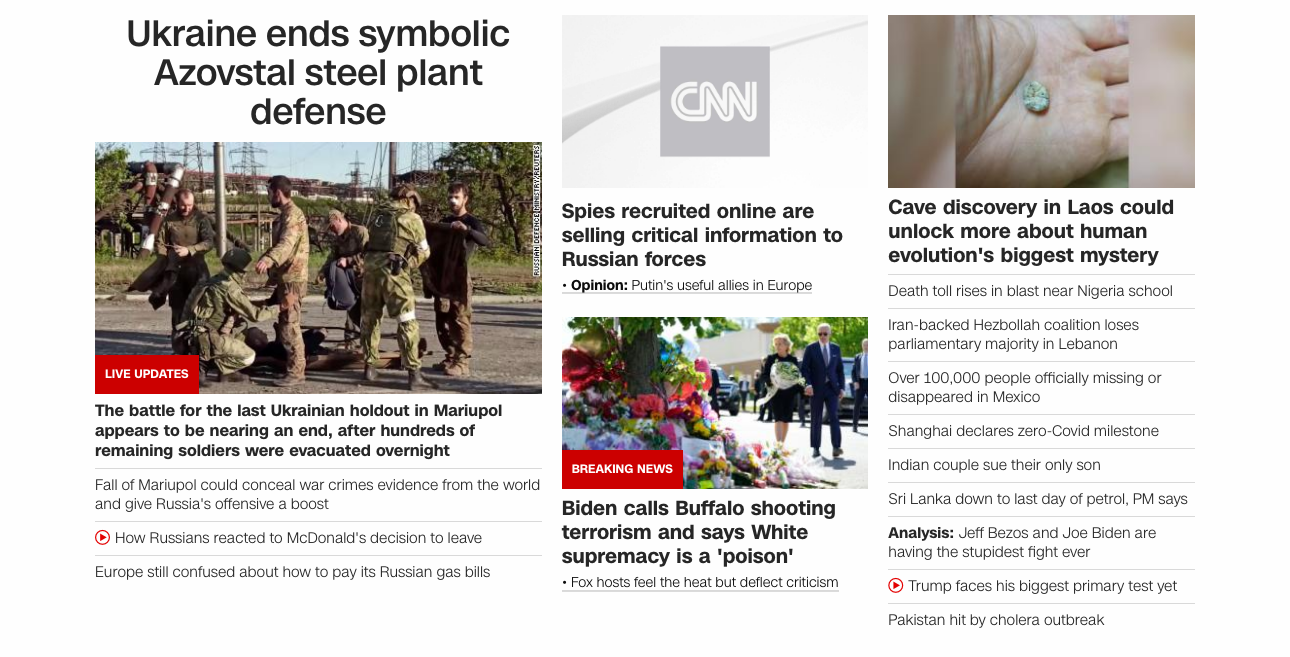 Ukraine ends symbolic
Azovstal steel plant
defense
RUSSIAN DEFENCE MINISTRY/REUTERS
LIVE UPDATES
The battle for the last Ukrainian holdout in Mariupol
appears to be nearing an end, after hundreds of
remaining soldiers were evacuated overnight
Fall of Mariupol could conceal war crimes evidence from the world
and give Russia's offensive a boost
How Russians reacted to McDonald's decision to leave
Europe still confused about how to pay its Russian gas bills
CNN
Spies recruited online are
selling critical information to
Russian forces
• Opinion: Putin's useful allies in Europe
BREAKING NEWS
Biden calls Buffalo shooting
terrorism and says White
supremacy is a 'poison'
• Fox hosts feel the heat but deflect criticism
Cave discovery in Laos could
unlock more about human
evolution's biggest mystery
Death toll rises in blast near Nigeria school
Iran-backed Hezbollah coalition loses
parliamentary majority in Lebanon
Over 100,000 people officially missing or
disappeared in Mexico
Shanghai declares zero-Covid milestone
Indian couple sue their only son
Sri Lanka down to last day of petrol, PM says
Analysis: Jeff Bezos and Joe Biden are
having the stupidest fight ever
Trump faces his biggest primary test yet
Pakistan hit by cholera outbreak